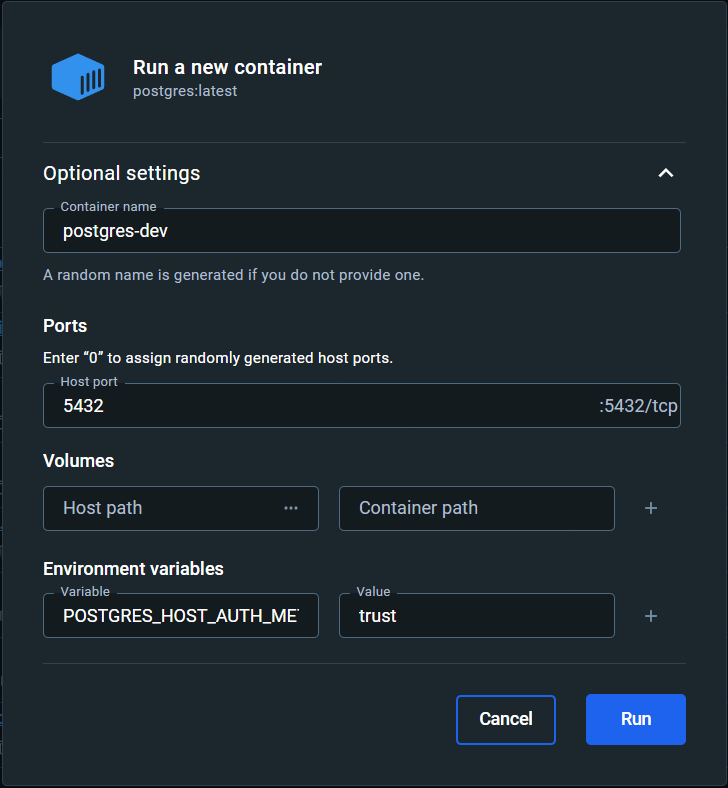 Run a new container
postgres:latest
Optional settings
Container name
postgres-dev
A random name is generated if you do not provide one.
Ports
Enter “0” to assign randomly generated host ports.
Host port
5432 :5432/tcp
Volumes
Host path ··· Container path +
Environment variables
Variable Value
POSTGRES_HOST_AUTH_ME trust +
Cancel Run